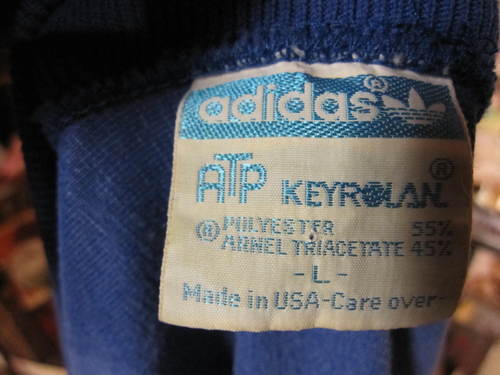 adidas®
ATP KEYROLAN®
® POLYESTER 55%
ARNEL TRIACETATE 45%
- L -
Made in USA-Care over-